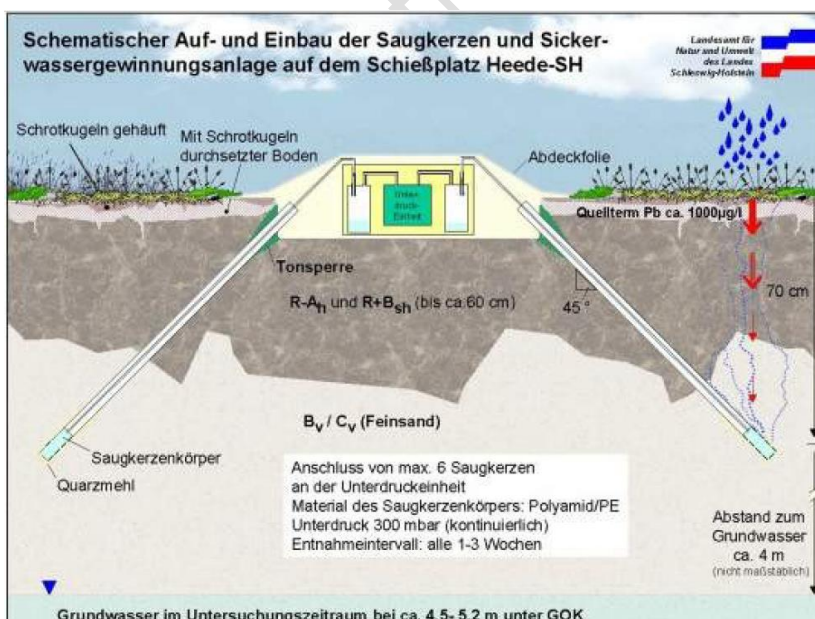 Schematischer Auf- und Einbau der Saugkerzen und Sicker-
wassergewinnungsanlage auf dem Schießplatz Heede-SH
Landesamt für
Natur und Umwelt
des Landes
Schleswig-Holstein
Schrotkugeln gehäuft
Mit Schrotkugeln
durchsetzter Boden
Abdeckfolie
Unter-
druck-
Einheit
Quellterm Pb ca. 1000µg/l
Tonsperre
R-Ah und R+Bsh (bis ca.60 cm)
45 °
70 cm
Bv / Cv (Feinsand)
Saugkerzenkörper
Quarzmehl
Anschluss von max. 6 Saugkerzen
an der Unterdruckeinheit
Material des Saugkerzenkörpers: Polyamid/PE
Unterdruck 300 mbar (kontinuierlich)
Entnahmeintervall: alle 1-3 Wochen
Abstand zum
Grundwasser
ca. 4 m
(nicht maßstäblich)
Grundwasser im Untersuchungszeitraum bei ca. 4,5- 5,2 m unter GOK